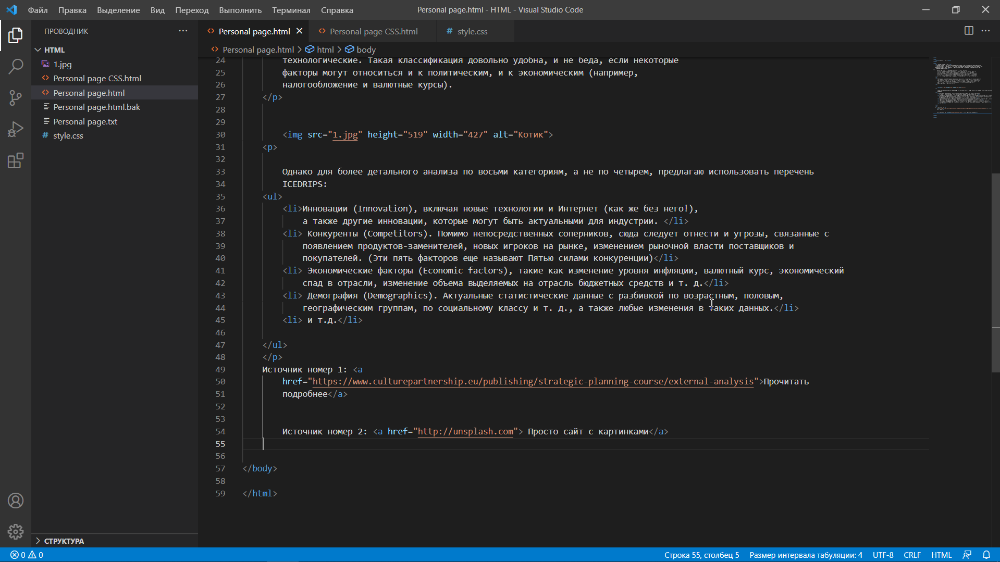 Файл Правка Выделение Вид Переход Выполнить Терминал Справка Personal page.html - HTML - Visual Studio Code
ПРОВОДНИК
HTML
1.jpg
Personal page CSS.html
Personal page.html
Personal page.html.bak
Personal page.txt
style.css
СТРУКТУРА
Personal page.html Personal page CSS.html # style.css
Personal page.html > html > body
24 технологические. Такая классификация довольно удобна, и не беда, если некоторые
25 факторы могут относиться и к политическим, и к экономическим (например,
26 налогообложение и валютные курсы).
27 </p>
28
29
30 <img src="1.jpg" height="519" width="427" alt="Котик">
31 <p>
32
33 Однако для более детального анализа по восьми категориям, а не по четырем, предлагаю использовать перечень
34 ICEDRIPS:
35 <ul>
36 <li>Инновации (Innovation), включая новые технологии и Интернет (как же без него!),
37 а также другие инновации, которые могут быть актуальными для индустрии. </li>
38 <li> Конкуренты (Competitors). Помимо непосредственных соперников, сюда следует отнести и угрозы, связанные с
39 появлением продуктов-заменителей, новых игроков на рынке, изменением рыночной власти поставщиков и
40 покупателей. (Эти пять факторов еще называют Пятью силами конкуренции)</li>
41 <li> Экономические факторы (Economic factors), такие как изменение уровня инфляции, валютный курс, экономический
42 спад в отрасли, изменение объема выделяемых на отрасль бюджетных средств и т. д.</li>
43 <li> Демография (Demographics). Актуальные статистические данные с разбивкой по возрастным, половым,
44 географическим группам, по социальному классу и т. д., а также любые изменения в таких данных.</li>
45 <li> и т.д.</li>
46
47 </ul>
48 </p>
49 Источник номер 1: <a
50 href="https://www.culturepartnership.eu/publishing/strategic-planning-course/external-analysis">Прочитать
51 подробнее</a>
52
53
54 Источник номер 2: <a href="http://unsplash.com"> Просто сайт с картинками</a>
55
56
57 </body>
58
59 </html>
0 0 Строка 55, столбец 5 Размер интервала табуляции: 4 UTF-8 CRLF HTML